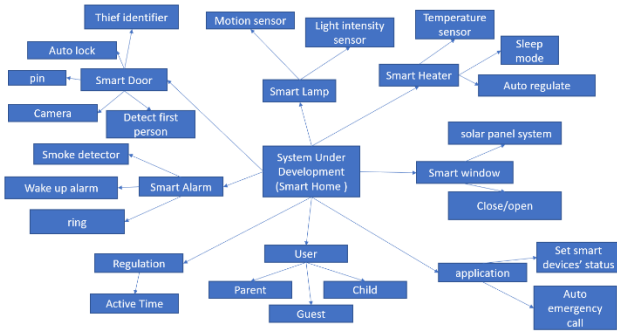 Thief identifier
Auto lock
pin
Smart Door
Camera
Detect first
person
Motion sensor
Light intensity
sensor
Smart Lamp
Temperature
sensor
Sleep
mode
Smart Heater
Auto regulate
Smoke detector
Wake up alarm
Smart Alarm
ring
System Under
Development
(Smart Home )
solar panel system
Smart window
Close/open
Regulation
Active Time
User
Parent
Child
Guest
application
Set smart
devices' status
Auto
emergency
call